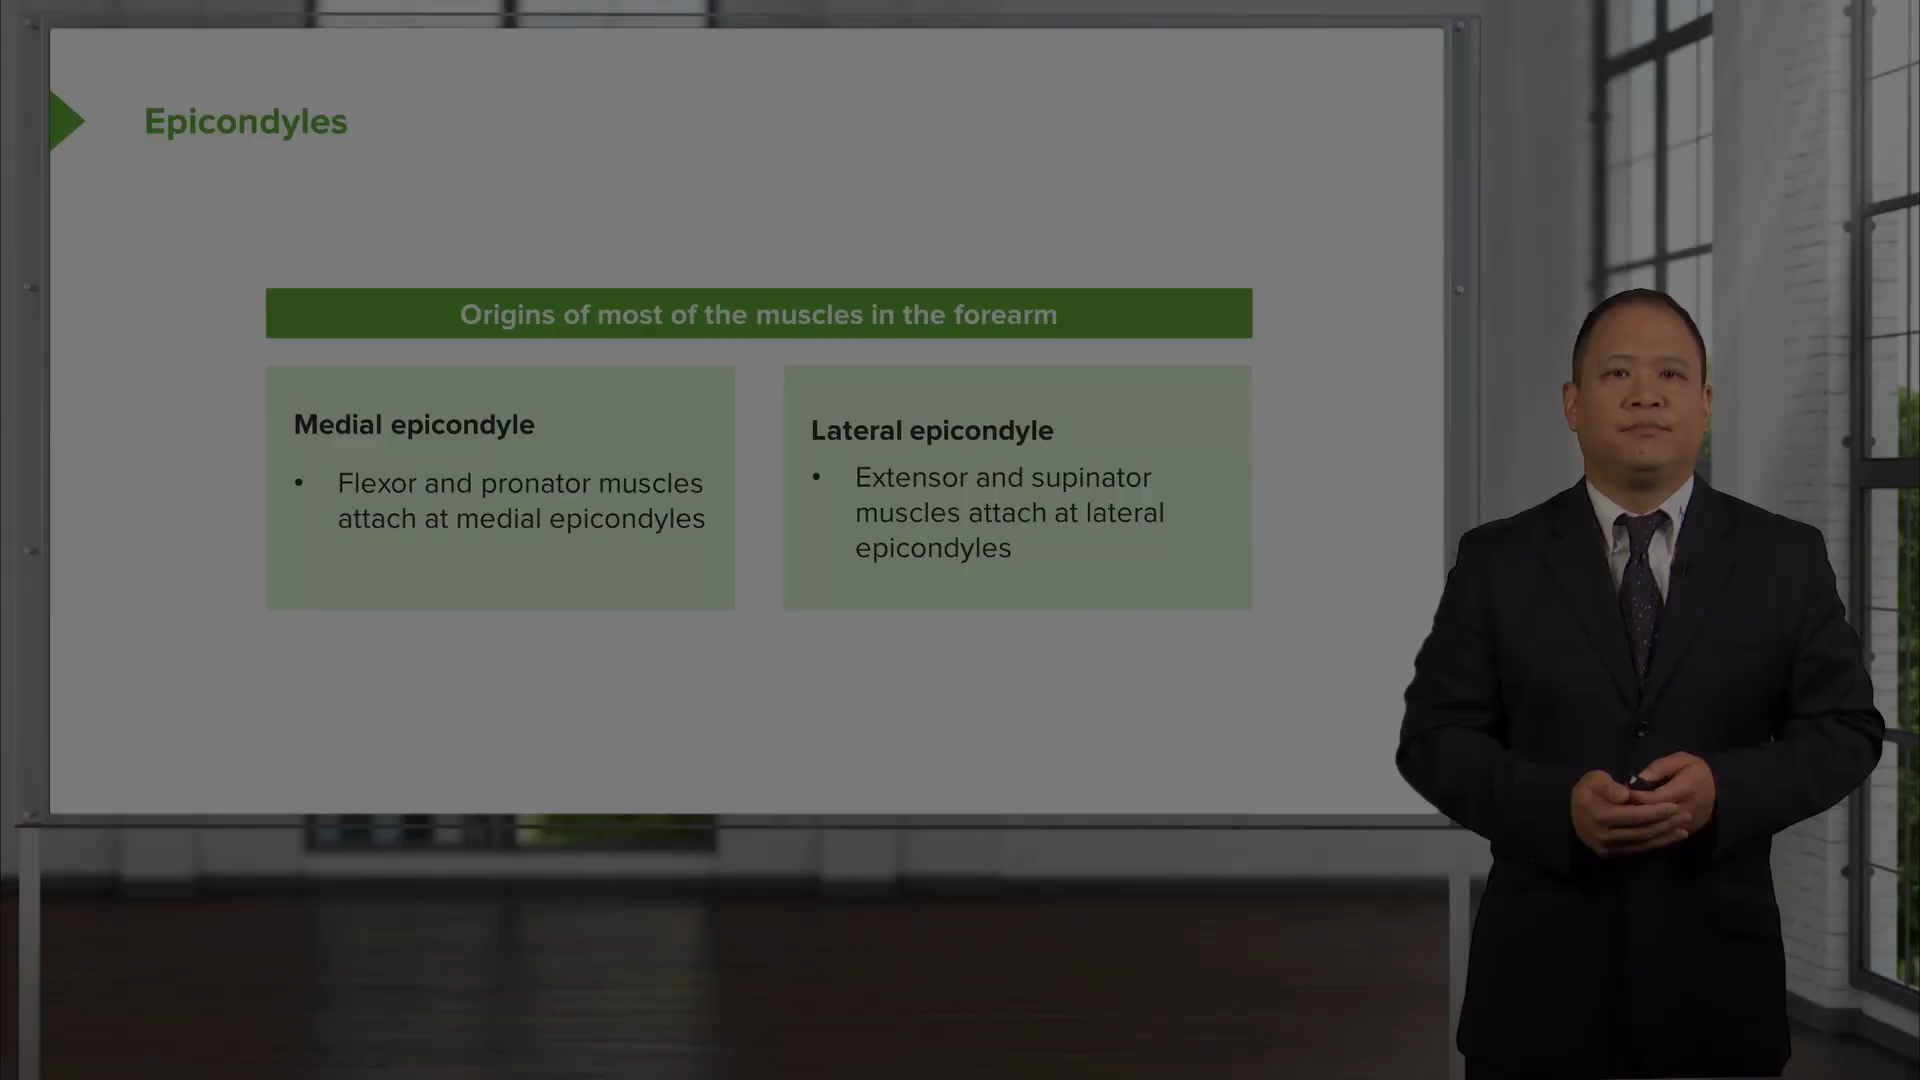 Epicondyles
Origins of most of the muscles in the forearm
Medial epicondyle
• Flexor and pronator muscles
attach at medial epicondyles
Lateral epicondyle
• Extensor and supinator
muscles attach at lateral
epicondyles